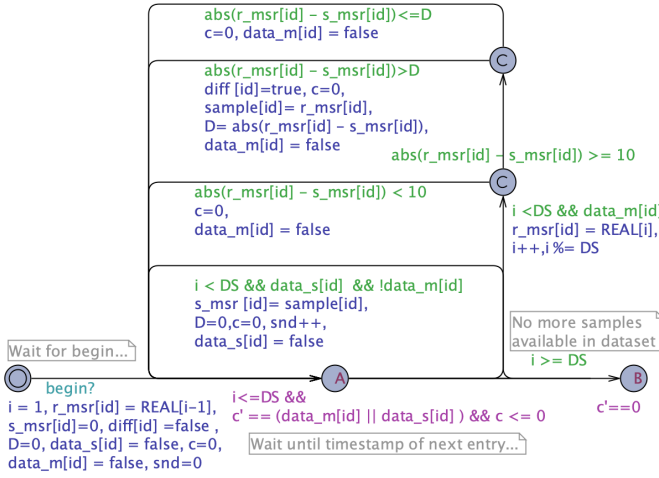 abs(r_msr[id] - s_msr[id])<=D
c=0, data_m[id] = false
abs(r_msr[id] - s_msr[id])>D
diff [id]=true, c=0,
sample[id]= r_msr[id],
D= abs(r_msr[id] - s_msr[id]),
data_m[id] = false
C
abs(r_msr[id] - s_msr[id]) >= 10
C
abs(r_msr[id] - s_msr[id]) < 10
c=0,
data_m[id] = false
i <DS && data_m[id]
r_msr[id] = REAL[i],
i++,i %= DS
i < DS && data_s[id] && !data_m[id]
s_msr [id]= sample[id],
D=0,c=0, snd++,
data_s[id] = false
No more samples
available in dataset
i >= DS
Wait for begin...
A
B
begin?
i = 1, r_msr[id] = REAL[i-1],
s_msr[id]=0, diff[id] =false ,
D=0, data_s[id] = false, c=0,
data_m[id] = false, snd=0
i<=DS &&
c' == (data_m[id] || data_s[id] ) && c <= 0
Wait until timestamp of next entry...
c'==0